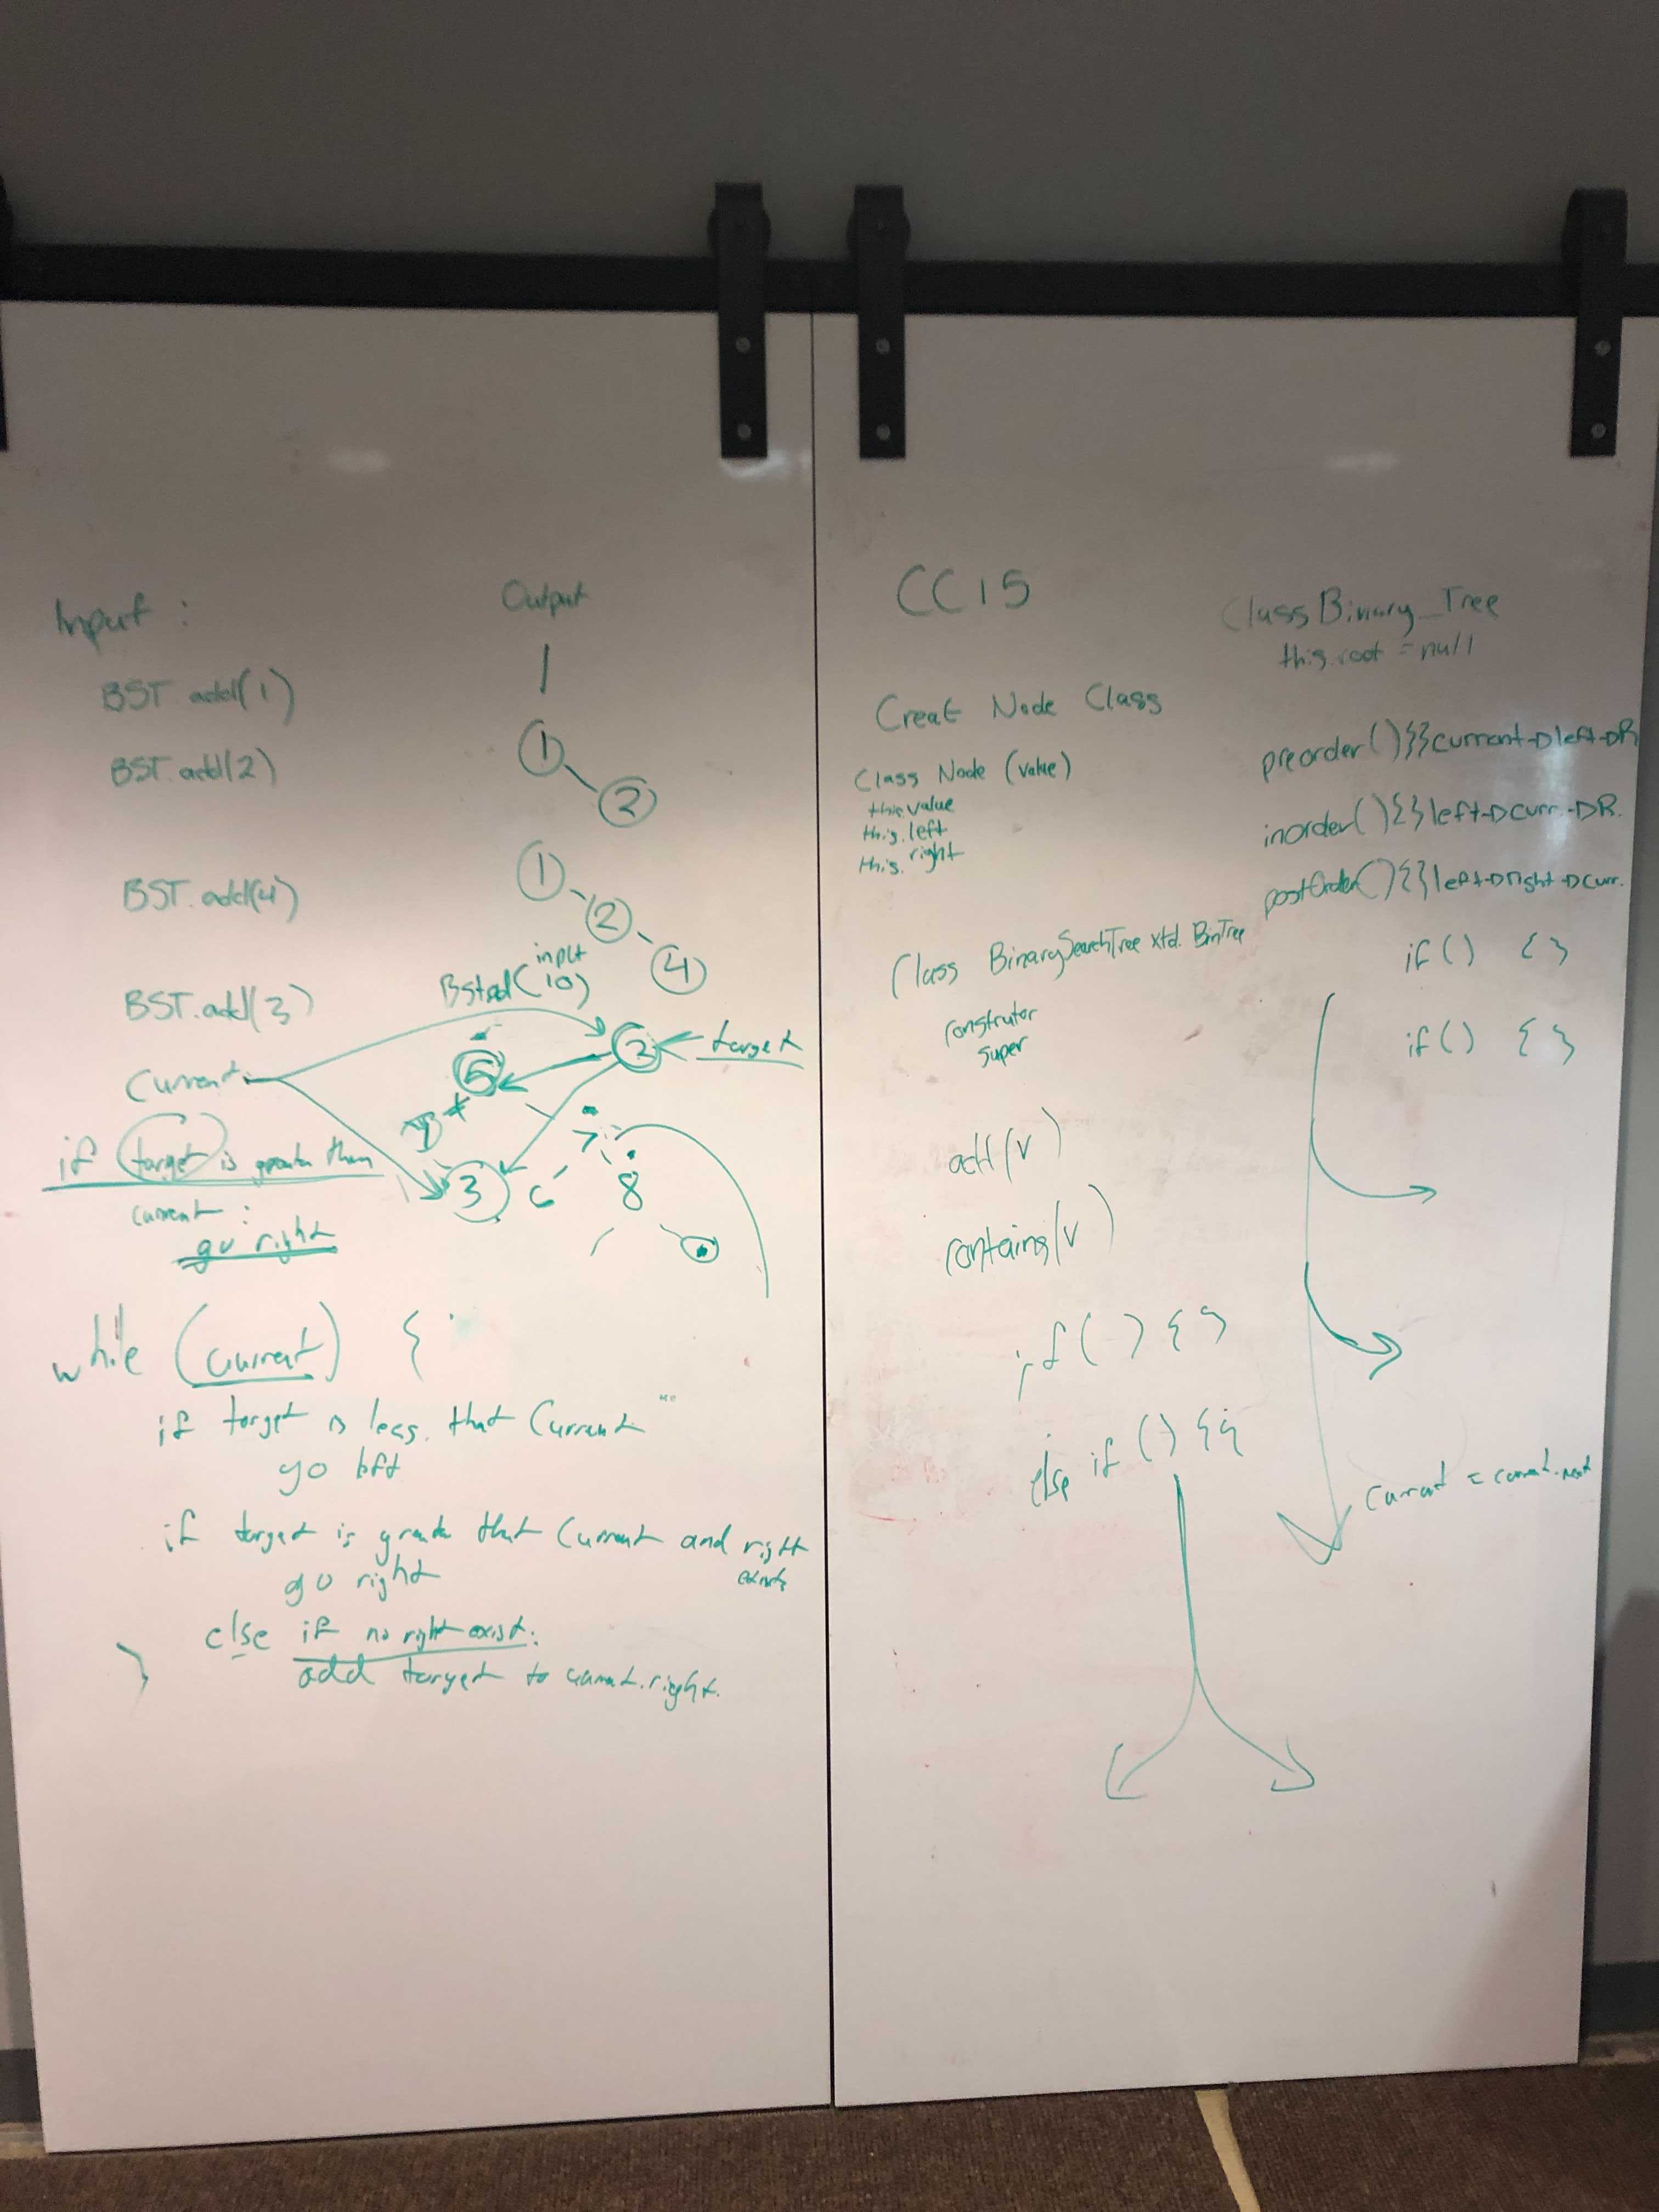 Input :
Output
BST add(1)
1
BST. add(2)
1
2
BST. add(4)
1
2
4
BST.add(3)
input
10)
5
2
target
Current
if target is greater than
current :
go right
3
6
7
8
while (current) {
if target is less. that Current
go left
if target is greater that Current and right
exists
go right
else if no right exist:
add target to current.right.
}
CC15
Creat Node Class
Class Node (value)
this.value
this. left
this. right
Class BinarySearchTree xtd. BinTree
construtor
super
add(v)
contains(v)
if ( ) { }
else if () { {
Class Binary_Tree
this.root = null
preorder () }} current→left→R
inorder() { } left→curr.→R.
postOrder() { } left→right→curr.
if () { }
if () { }
current = current.next